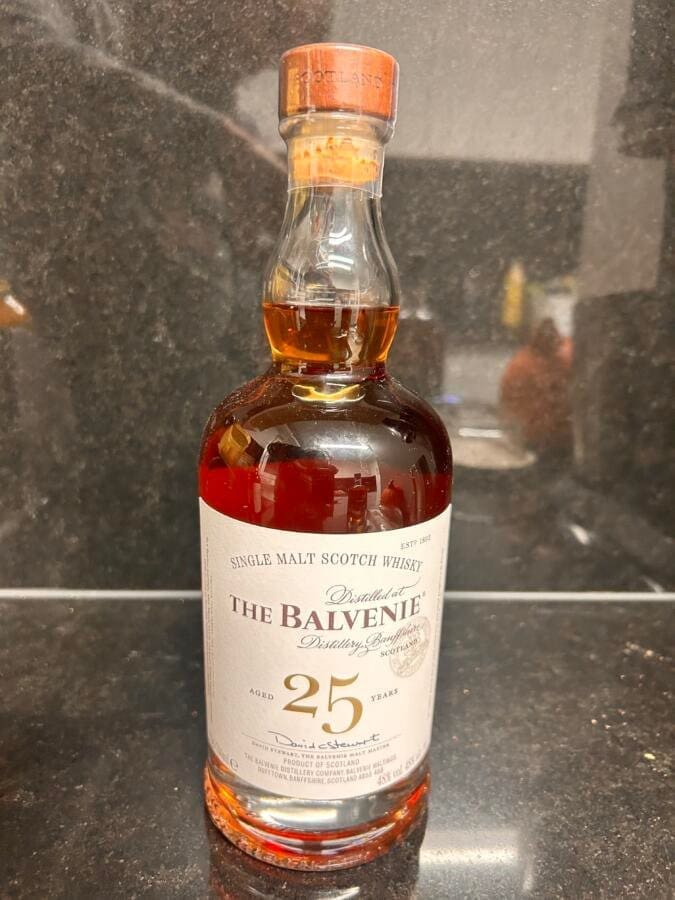 SCOTLAND
ESTD 1892
SINGLE MALT SCOTCH WHISKY
Distilled at
THE BALVENIE®
Distillery, Banffshire
SCOTLAND
AGED 25 YEARS
David C Stewart
DAVID STEWART, THE BALVENIE MALT MASTER
PRODUCT OF SCOTLAND
THE BALVENIE DISTILLERY COMPANY, BALVENIE MALTINGS,
DUFFTOWN, BANFFSHIRE, SCOTLAND AB55 4BB
48% vol